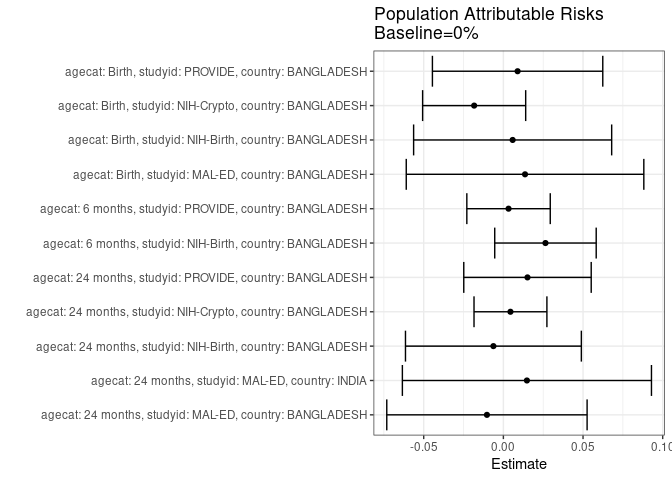 Population Attributable Risks
Baseline=0%
agecat: Birth, studyid: PROVIDE, country: BANGLADESH
agecat: Birth, studyid: NIH-Crypto, country: BANGLADESH
agecat: Birth, studyid: NIH-Birth, country: BANGLADESH
agecat: Birth, studyid: MAL-ED, country: BANGLADESH
agecat: 6 months, studyid: PROVIDE, country: BANGLADESH
agecat: 6 months, studyid: NIH-Birth, country: BANGLADESH
agecat: 24 months, studyid: PROVIDE, country: BANGLADESH
agecat: 24 months, studyid: NIH-Crypto, country: BANGLADESH
agecat: 24 months, studyid: NIH-Birth, country: BANGLADESH
agecat: 24 months, studyid: MAL-ED, country: INDIA
agecat: 24 months, studyid: MAL-ED, country: BANGLADESH
-0.05 0.00 0.05 0.10
Estimate